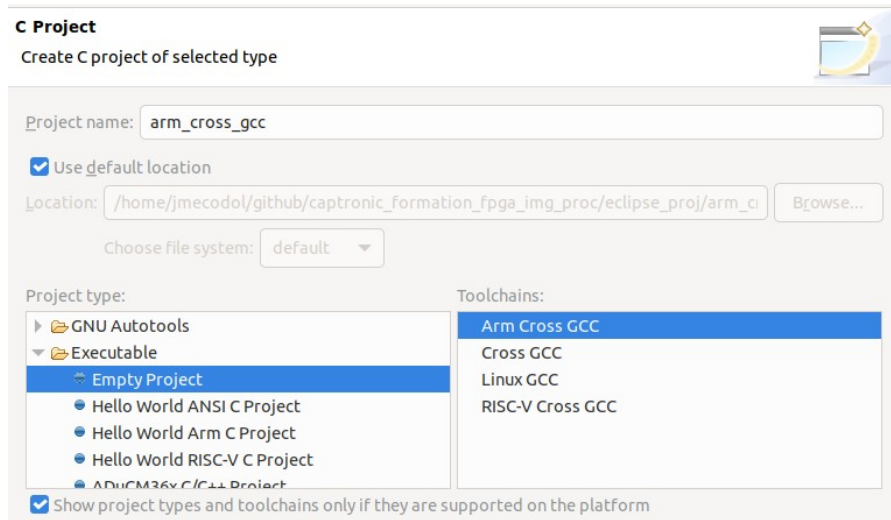 C Project
Create C project of selected type
Project name: arm_cross_gcc
Use default location
Location: /home/jmecodol/github/captronic_formation_fpga_img_proc/eclipse_proj/arm_c Browse...
Choose file system: default
Project type: Toolchains:
GNU Autotools Arm Cross GCC
Executable Cross GCC
Empty Project Linux GCC
Hello World ANSI C Project RISC-V Cross GCC
Hello World Arm C Project
Hello World RISC-V C Project
ADuCM36x C/C++ Project
Show project types and toolchains only if they are supported on the platform